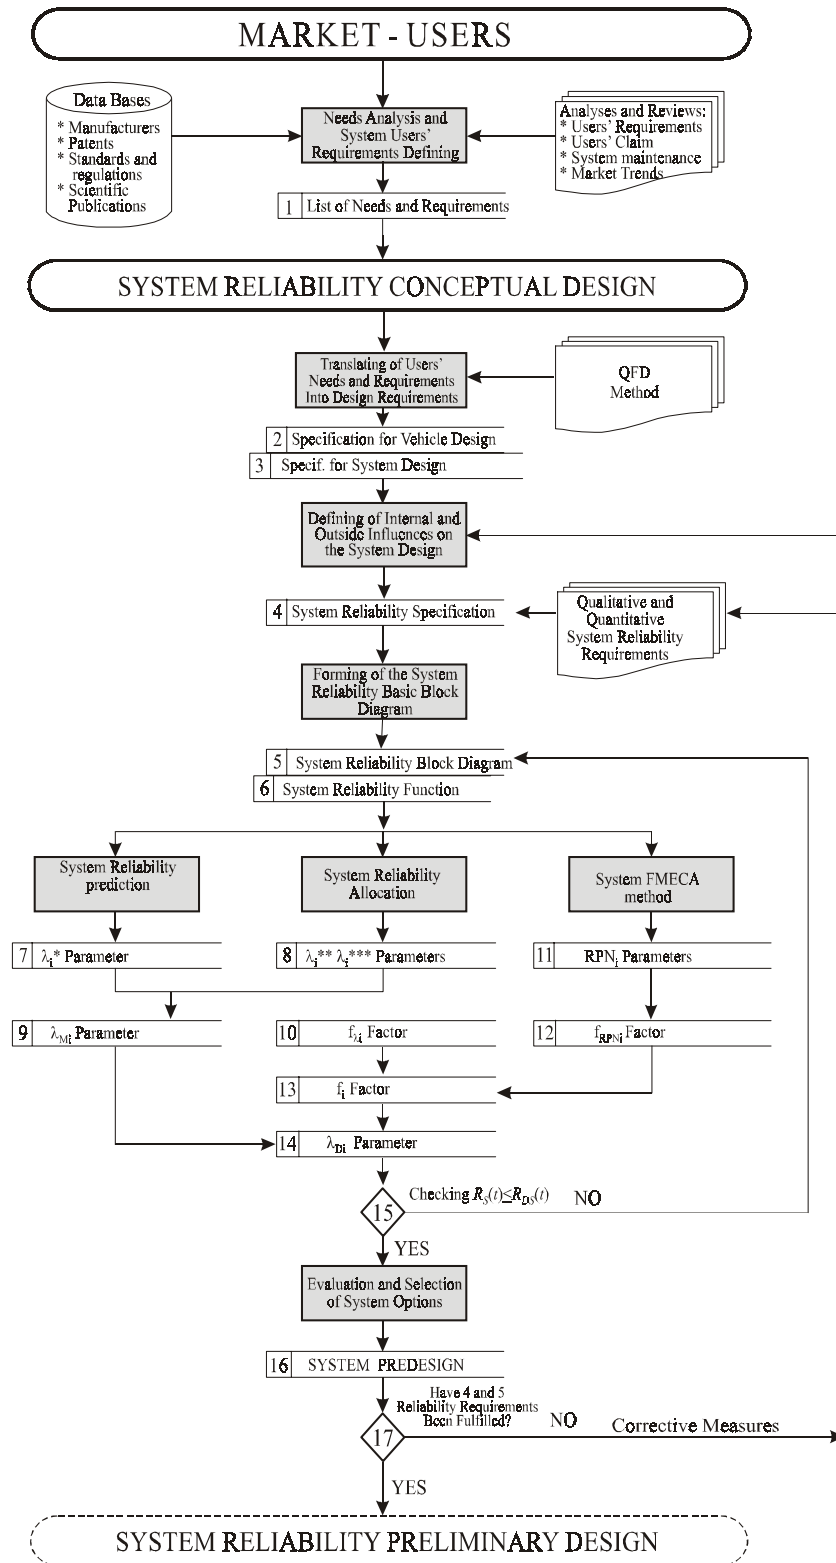 MARKET - USERS
Data Bases
* Manufacturers
* Patents
* Standards and
regulations
* Scientific
Publications
Needs Analysis and
System Users'
Requirements Defining
Analyses and Reviews:
* Users' Requirements
* Users' Claim
* System maintenance
* Market Trends
1 List of Needs and Requirements
SYSTEM RELIABILITY CONCEPTUAL DESIGN
Translating of Users'
Needs and Requirements
Into Design Requirements
QFD
Method
2 Specification for Vehicle Design
3 Specif. for System Design
Defining of Internal and
Outside Influences on
the System Design
4 System Reliability Specification
Qualitative and
Quantitative
System Reliability
Requirements
Forming of the System
Reliability Basic Block
Diagram
5 System Reliability Block Diagram
6 System Reliability Function
System Reliability
prediction
System Reliability
Allocation
System FMECA
method
7 λi* Parameter
8 λi** λi*** Parameters
11 RPNi Parameters
9 λMi Parameter
10 fλi Factor
12 fRPNi Factor
13 fi Factor
14 λDi Parameter
Checking RS(t)≤RDS(t) NO
15
YES
Evaluation and Selection
of System Options
16 SYSTEM PREDESIGN
Have 4 and 5
Reliability Requirements
Been Fulfilled?
NO
Corrective Measures
17
YES
SYSTEM RELIABILITY PRELIMINARY DESIGN